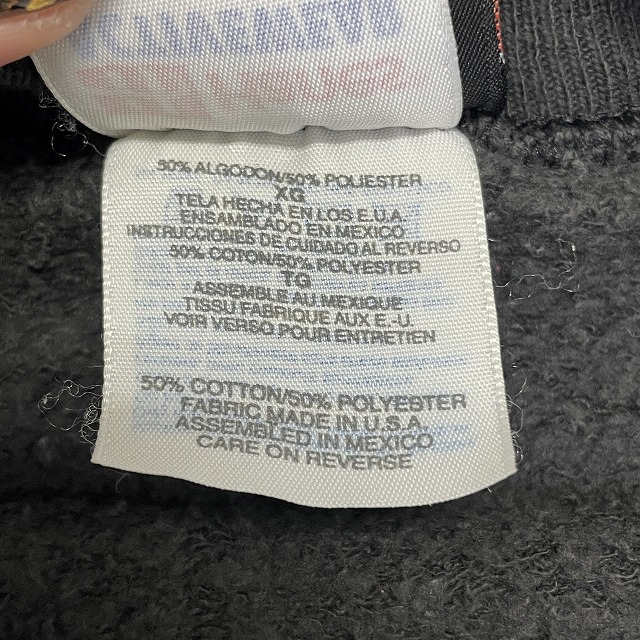 50% ALGODON/50% POLIESTER
XG
TELA HECHA EN LOS E.U.A.
ENSAMBLADO EN MEXICO
INSTRUCCIONES DE CUIDADO AL REVERSO
50% COTON/50% POLYESTER
TG
ASSEMBLE AU MEXIQUE
TISSU FABRIQUE AUX E.-U.
VOIR VERSO POUR ENTRETIEN
50% COTTON/50% POLYESTER
FABRIC MADE IN U.S.A.
ASSEMBLED IN MEXICO
CARE ON REVERSE